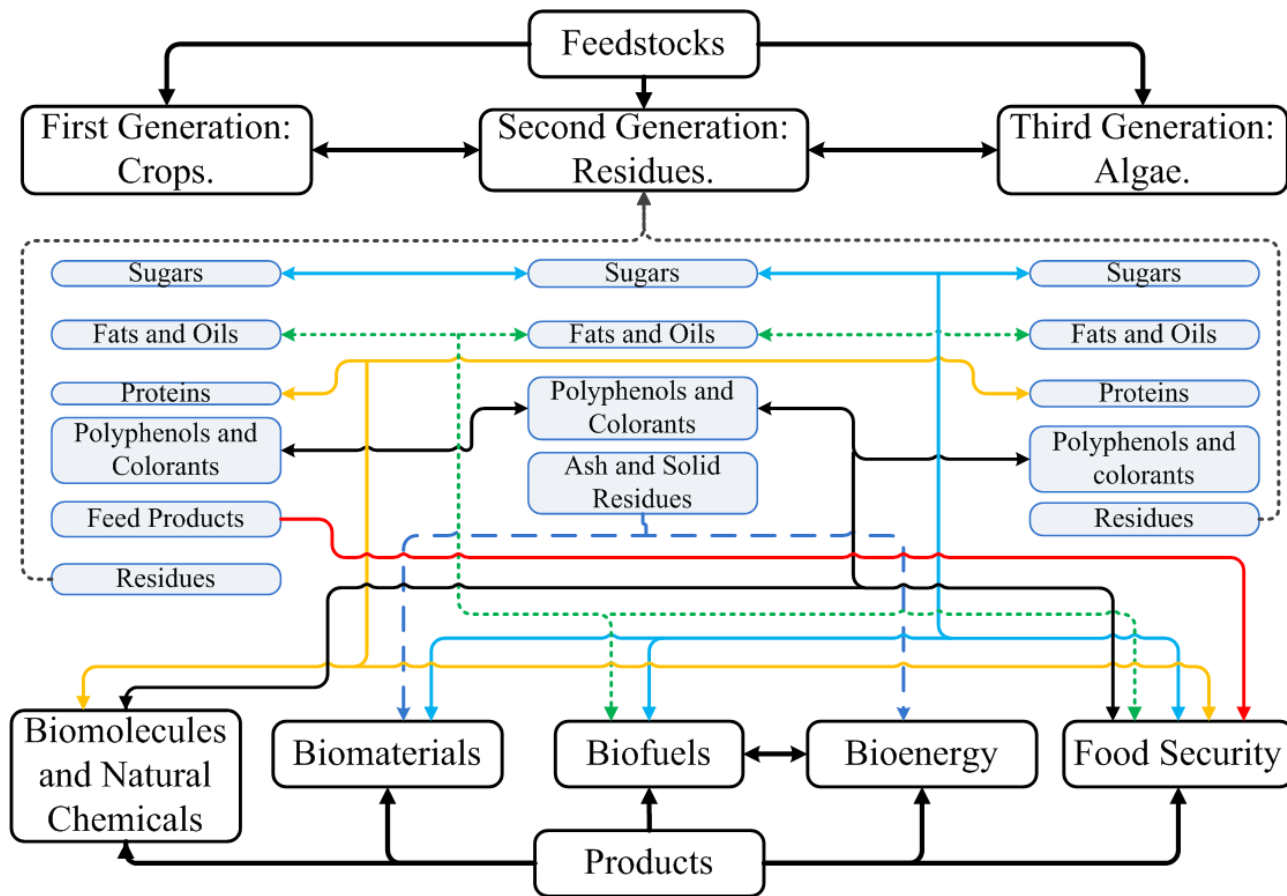 Feedstocks
First Generation:
Crops.
Second Generation:
Residues.
Third Generation:
Algae.
Sugars
Sugars
Sugars
Fats and Oils
Fats and Oils
Fats and Oils
Proteins
Proteins
Polyphenols and
Colorants
Polyphenols and
Colorants
Polyphenols and
colorants
Ash and Solid
Residues
Feed Products
Residues
Residues
Biomolecules
and Natural
Chemicals
Biomaterials
Biofuels
Bioenergy
Food Security
Products